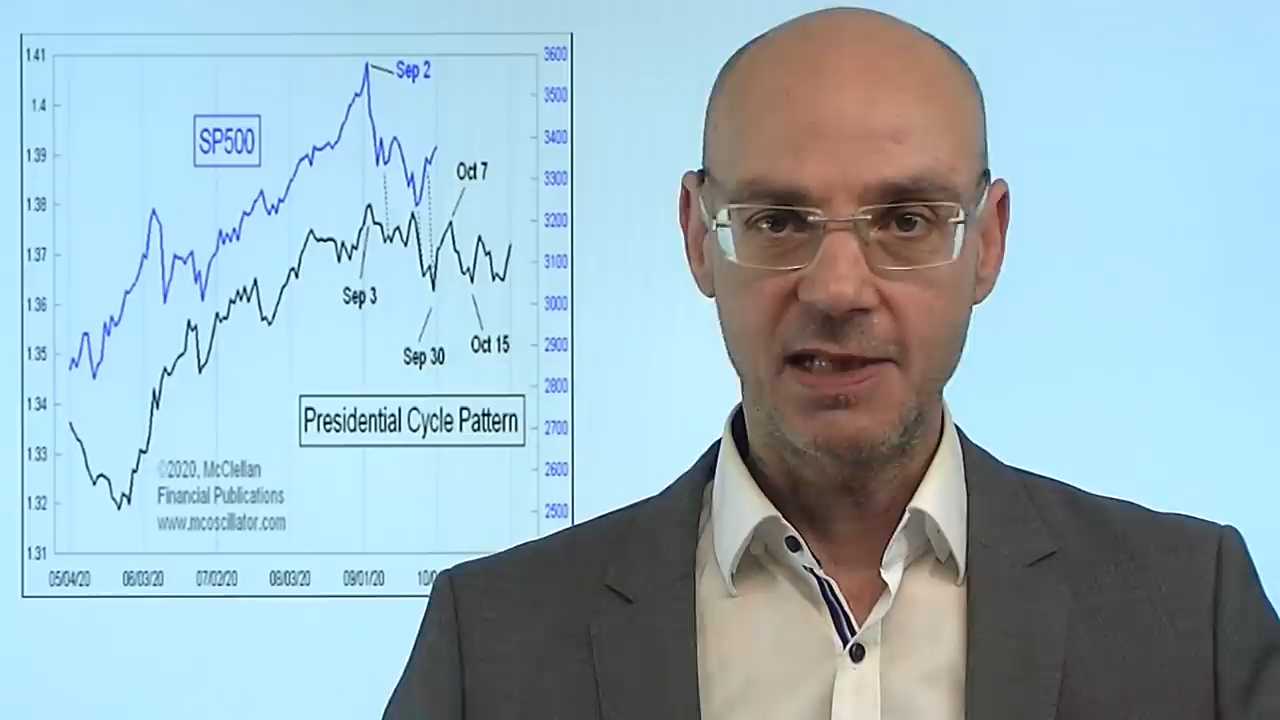 1.41
1.4
1.39
1.38
1.37
1.36
1.35
1.34
1.33
1.32
1.31
3600
3500
3400
3300
3200
3100
3000
2900
2800
2700
2600
2500
Sep 2
SP500
Oct 7
Sep 3
Sep 30
Oct 15
Presidential Cycle Pattern
©2020, McClellan
Financial Publications
www.mcoscillator.com
05/04/20 06/03/20 07/02/20 08/03/20 09/01/20